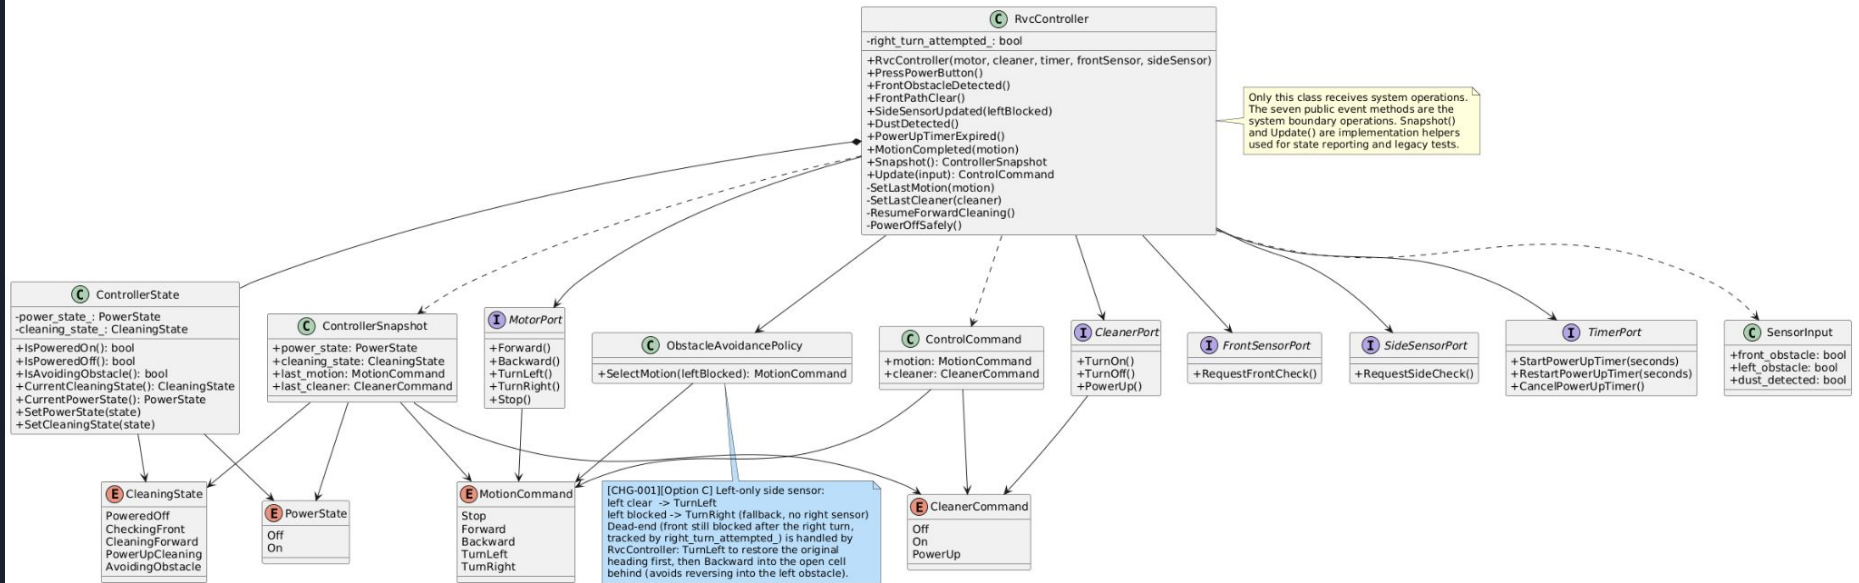 C RvcController
-right_turn_attempted_: bool
+RvcController(motor, cleaner, timer, frontSensor, sideSensor)
+PressPowerButton()
+FrontObstacleDetected()
+FrontPathClear()
+SideSensorUpdated(leftBlocked)
+DustDetected()
+PowerUpTimerExpired()
+MotionCompleted(motion)
+Snapshot(): ControllerSnapshot
+Update(input): ControlCommand
-SetLastMotion(motion)
-SetLastCleaner(cleaner)
-ResumeForwardCleaning()
-PowerOffSafely()
Only this class receives system operations.
The seven public event methods are the
system boundary operations. Snapshot()
and Update() are implementation helpers
used for state reporting and legacy tests.
C ControllerState
-power_state_: PowerState
-cleaning_state_: CleaningState
+IsPoweredOn(): bool
+IsPoweredOff(): bool
+IsAvoidingObstacle(): bool
+CurrentCleaningState(): CleaningState
+CurrentPowerState(): PowerState
+SetPowerState(state)
+SetCleaningState(state)
C ControllerSnapshot
+power_state: PowerState
+cleaning_state: CleaningState
+last_motion: MotionCommand
+last_cleaner: CleanerCommand
I MotorPort
+Forward()
+Backward()
+TurnLeft()
+TurnRight()
+Stop()
C ObstacleAvoidancePolicy
+SelectMotion(leftBlocked): MotionCommand
C ControlCommand
+motion: MotionCommand
+cleaner: CleanerCommand
I CleanerPort
+TurnOn()
+TurnOff()
+PowerUp()
I FrontSensorPort
+RequestFrontCheck()
I SideSensorPort
+RequestSideCheck()
I TimerPort
+StartPowerUpTimer(seconds)
+RestartPowerUpTimer(seconds)
+CancelPowerUpTimer()
C SensorInput
+front_obstacle: bool
+left_obstacle: bool
+dust_detected: bool
E CleaningState
PoweredOff
CheckingFront
CleaningForward
PowerUpCleaning
AvoidingObstacle
E PowerState
Off
On
E MotionCommand
Stop
Forward
Backward
TurnLeft
TurnRight
[CHG-001][Option C] Left-only side sensor:
left clear -> TurnLeft
left blocked -> TurnRight (fallback, no right sensor)
Dead-end (front still blocked after the right turn,
tracked by right_turn_attempted_) is handled by
RvcController: TurnLeft to restore the original
heading first, then Backward into the open cell
behind (avoids reversing into the left obstacle).
E CleanerCommand
Off
On
PowerUp